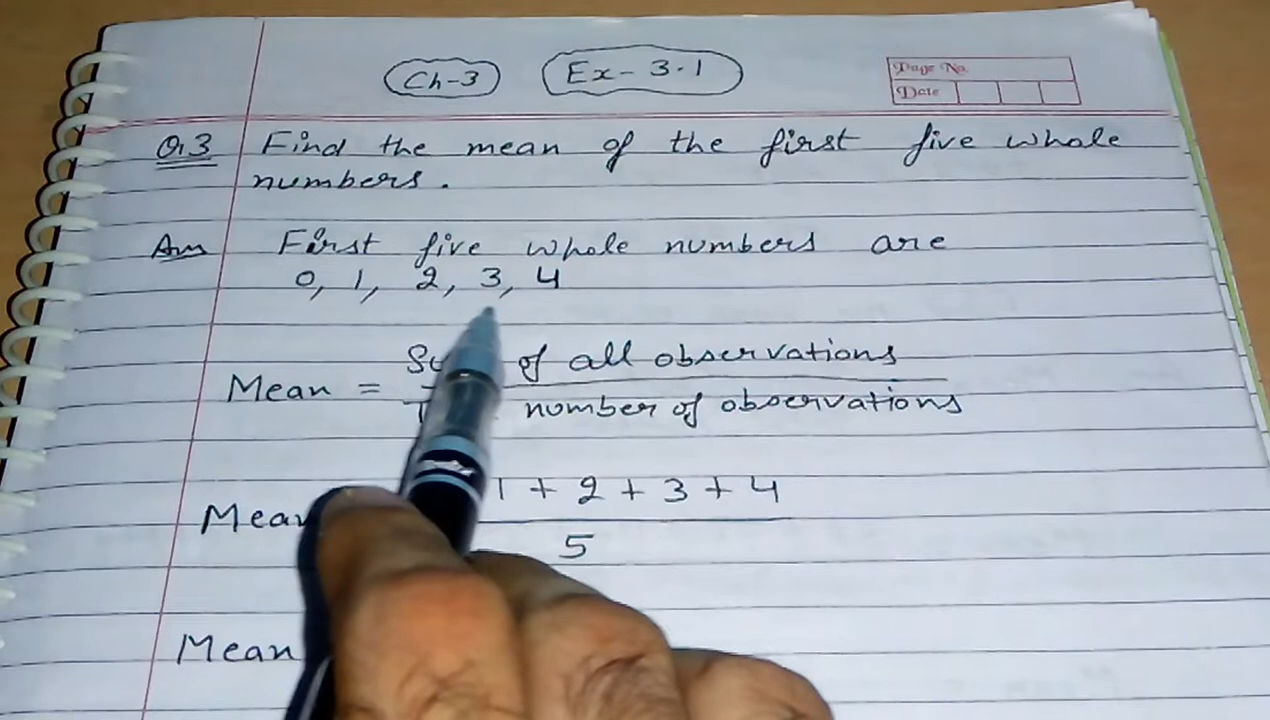 Ch-3 Ex-3.1
Page No.
Date
Q.3 Find the mean of the first five whole
numbers.
Ans First five whole numbers are
0, 1, 2, 3, 4
of all observations
Mean =
number of observations
1 + 2 + 3 + 4
Mean
5
Mean